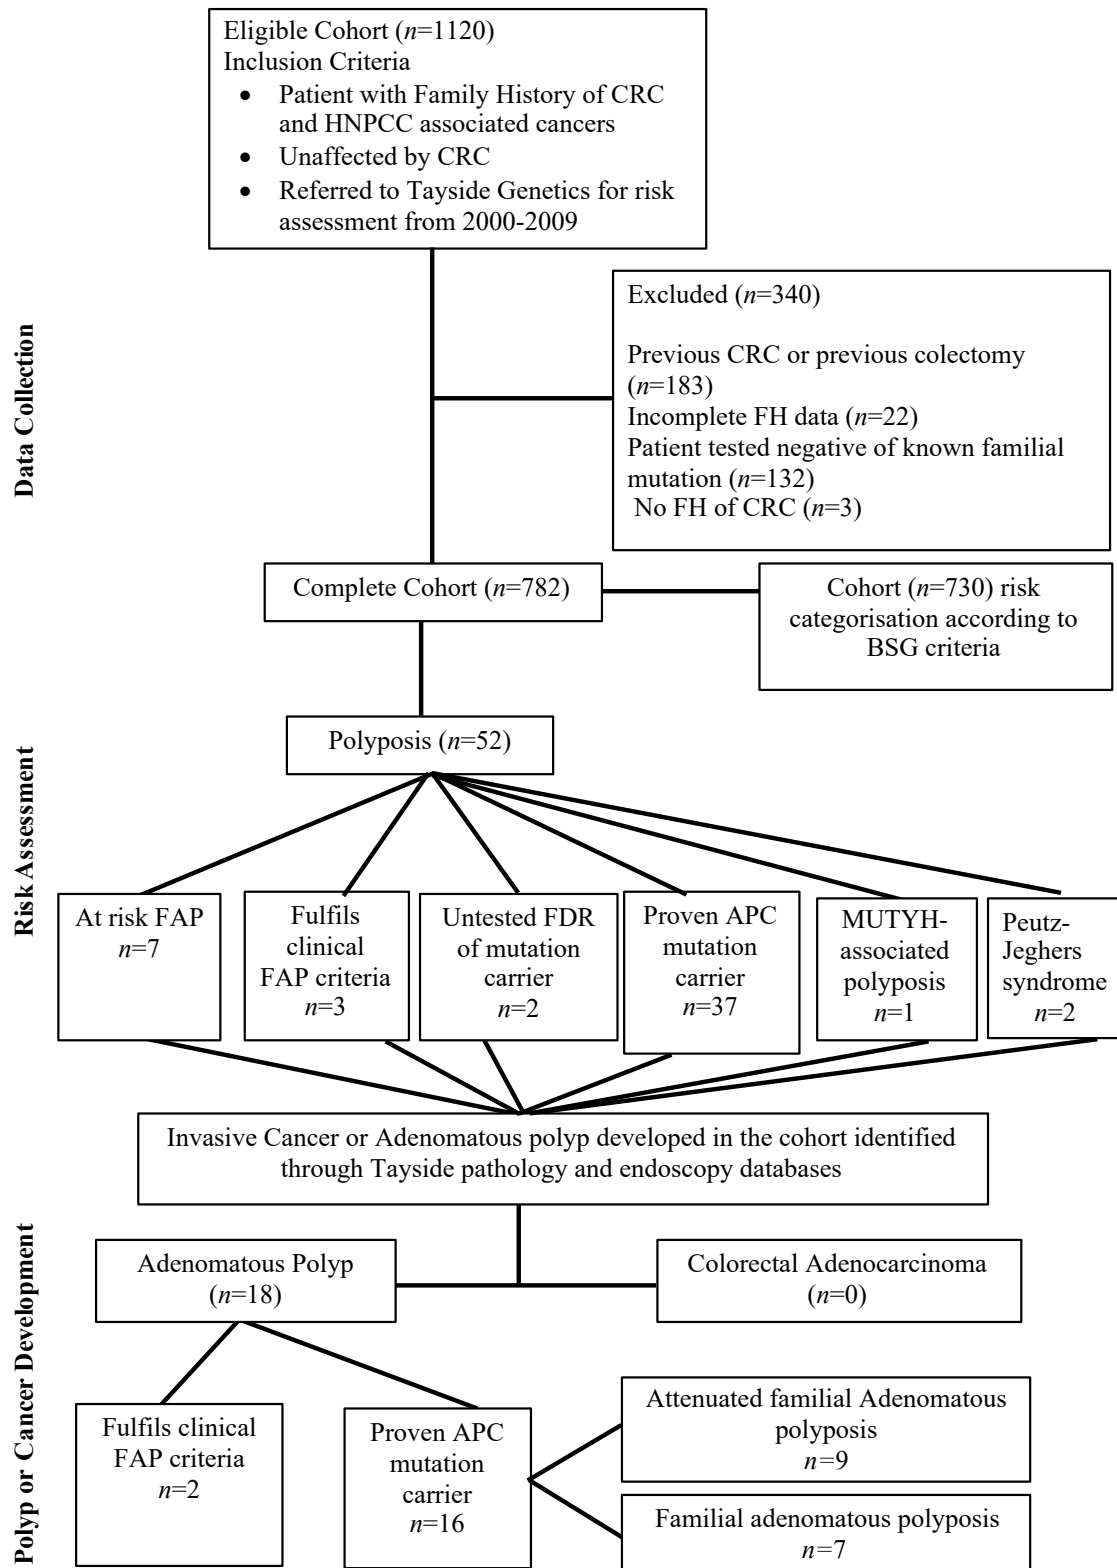 Eligible Cohort (n=1120)
Inclusion Criteria
• Patient with Family History of CRC
and HNPCC associated cancers
• Unaffected by CRC
• Referred to Tayside Genetics for risk
assessment from 2000-2009
Data Collection
Excluded (n=340)
Previous CRC or previous colectomy
(n=183)
Incomplete FH data (n=22)
Patient tested negative of known familial
mutation (n=132)
No FH of CRC (n=3)
Complete Cohort (n=782)
Cohort (n=730) risk
categorisation according to
BSG criteria
Risk Assessment
Polyposis (n=52)
At risk FAP
n=7
Fulfils
clinical
FAP criteria
n=3
Untested FDR
of mutation
carrier
n=2
Proven APC
mutation
carrier
n=37
MUTYH-
associated
polyposis
n=1
Peutz-
Jeghers
syndrome
n=2
Invasive Cancer or Adenomatous polyp developed in the cohort identified
through Tayside pathology and endoscopy databases
Polyp or Cancer Development
Adenomatous Polyp
(n=18)
Colorectal Adenocarcinoma
(n=0)
Fulfils clinical
FAP criteria
n=2
Proven APC
mutation
carrier
n=16
Attenuated familial Adenomatous
polyposis
n=9
Familial adenomatous polyposis
n=7